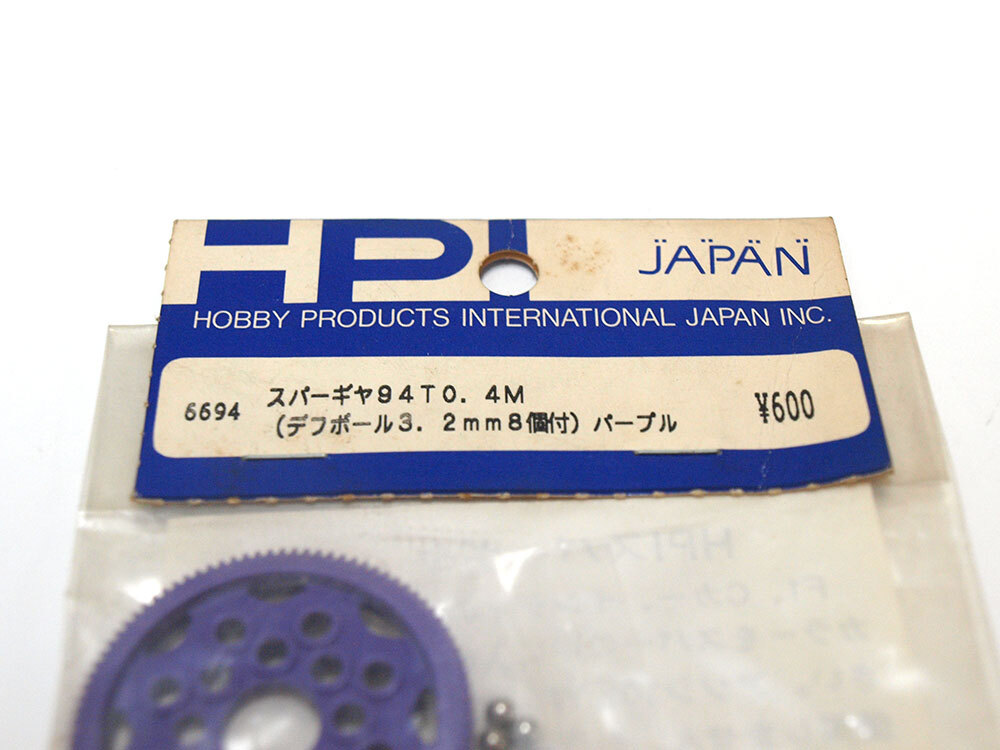 HPI JAPAN
HOBBY PRODUCTS INTERNATIONAL JAPAN INC.
6694 スパーギヤ94T0.4M ¥600
(デフボール3.2mm8個付)パープル